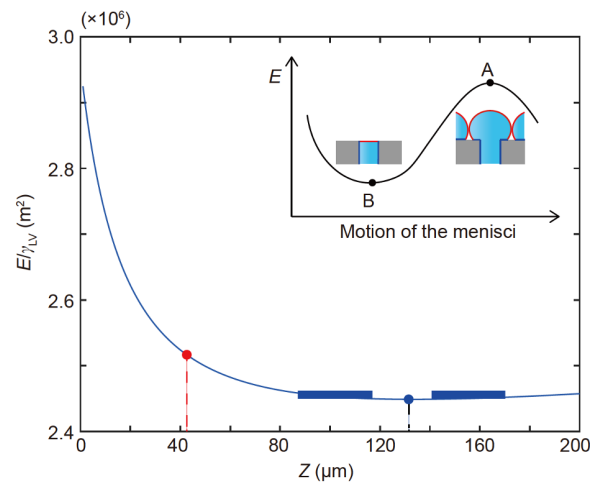 (×10⁶)
3.0
2.8
2.6
2.4
E/γLV (m²)
0
40
80
120
160
200
Z (μm)
E
A
B
Motion of the menisci